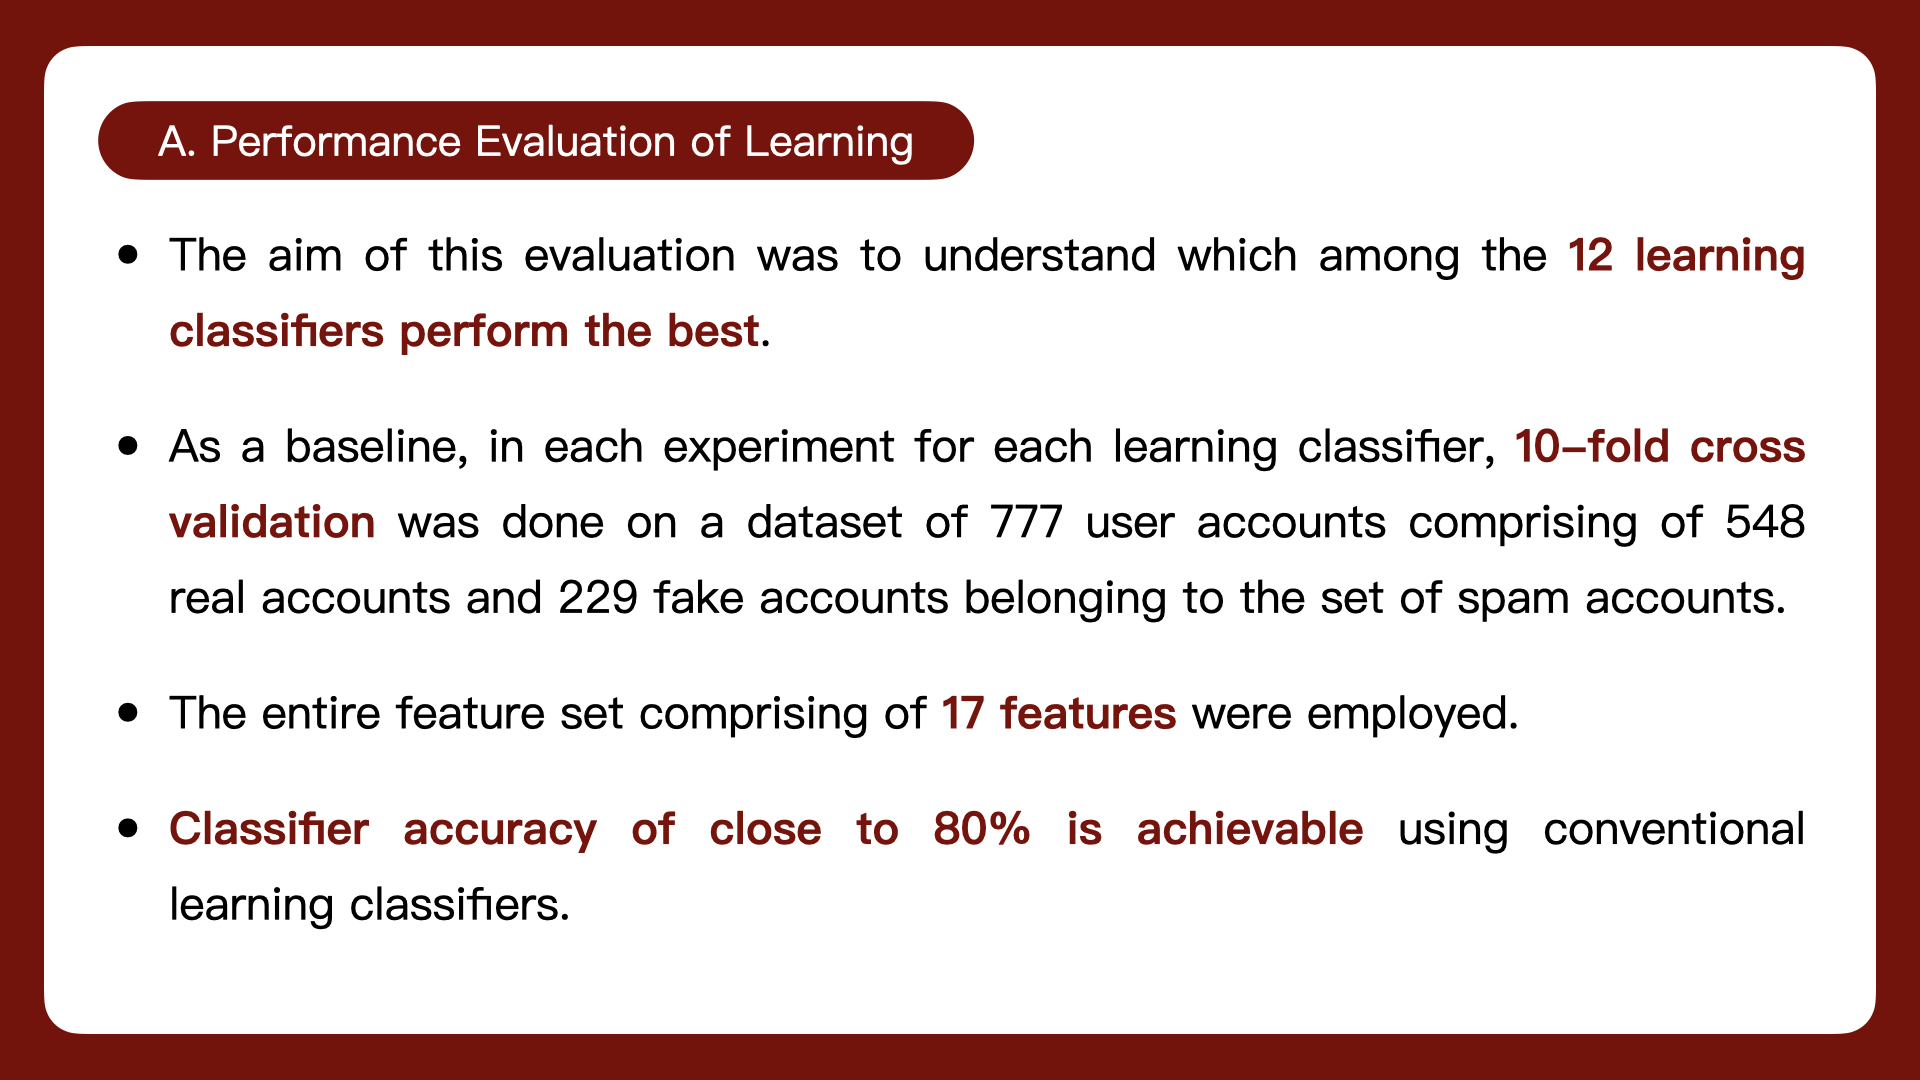 A. Performance Evaluation of Learning
• The aim of this evaluation was to understand which among the 12 learning
classifiers perform the best.
• As a baseline, in each experiment for each learning classifier, 10–fold cross
validation was done on a dataset of 777 user accounts comprising of 548
real accounts and 229 fake accounts belonging to the set of spam accounts.
• The entire feature set comprising of 17 features were employed.
• Classifier accuracy of close to 80% is achievable using conventional
learning classifiers.